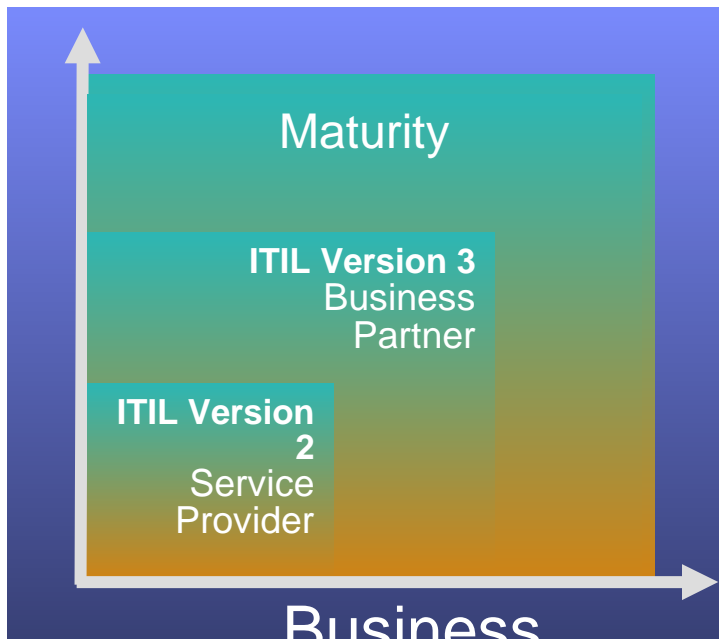 Maturity
ITIL Version 3
Business
Partner
ITIL Version
2
Service
Provider
Business